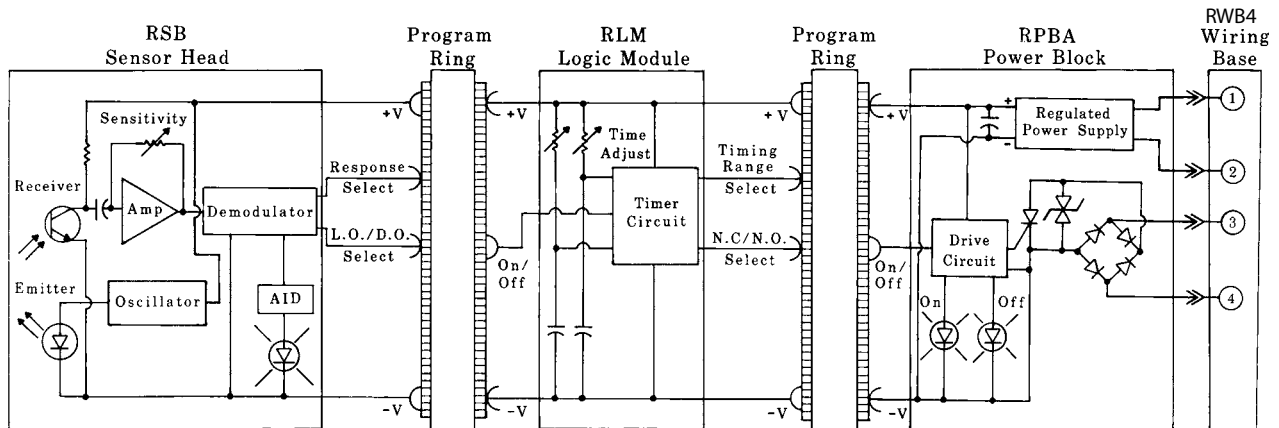 RSB
Sensor Head
Program
Ring
RLM
Logic Module
Program
Ring
RPBA
Power Block
RWB4
Wiring
Base
+V
+V
+V
+V
Sensitivity
Receiver
Amp
Demodulator
Response
Select
L.O./D.O.
Select
Emitter
Oscillator
AID
-V
On/
Off
-V
Time
Adjust
Timer
Circuit
Timing
Range
Select
N.C/N.O.
Select
-V
On/
Off
-V
+
-
Regulated
Power Supply
Drive
Circuit
On
Off
1
2
3
4